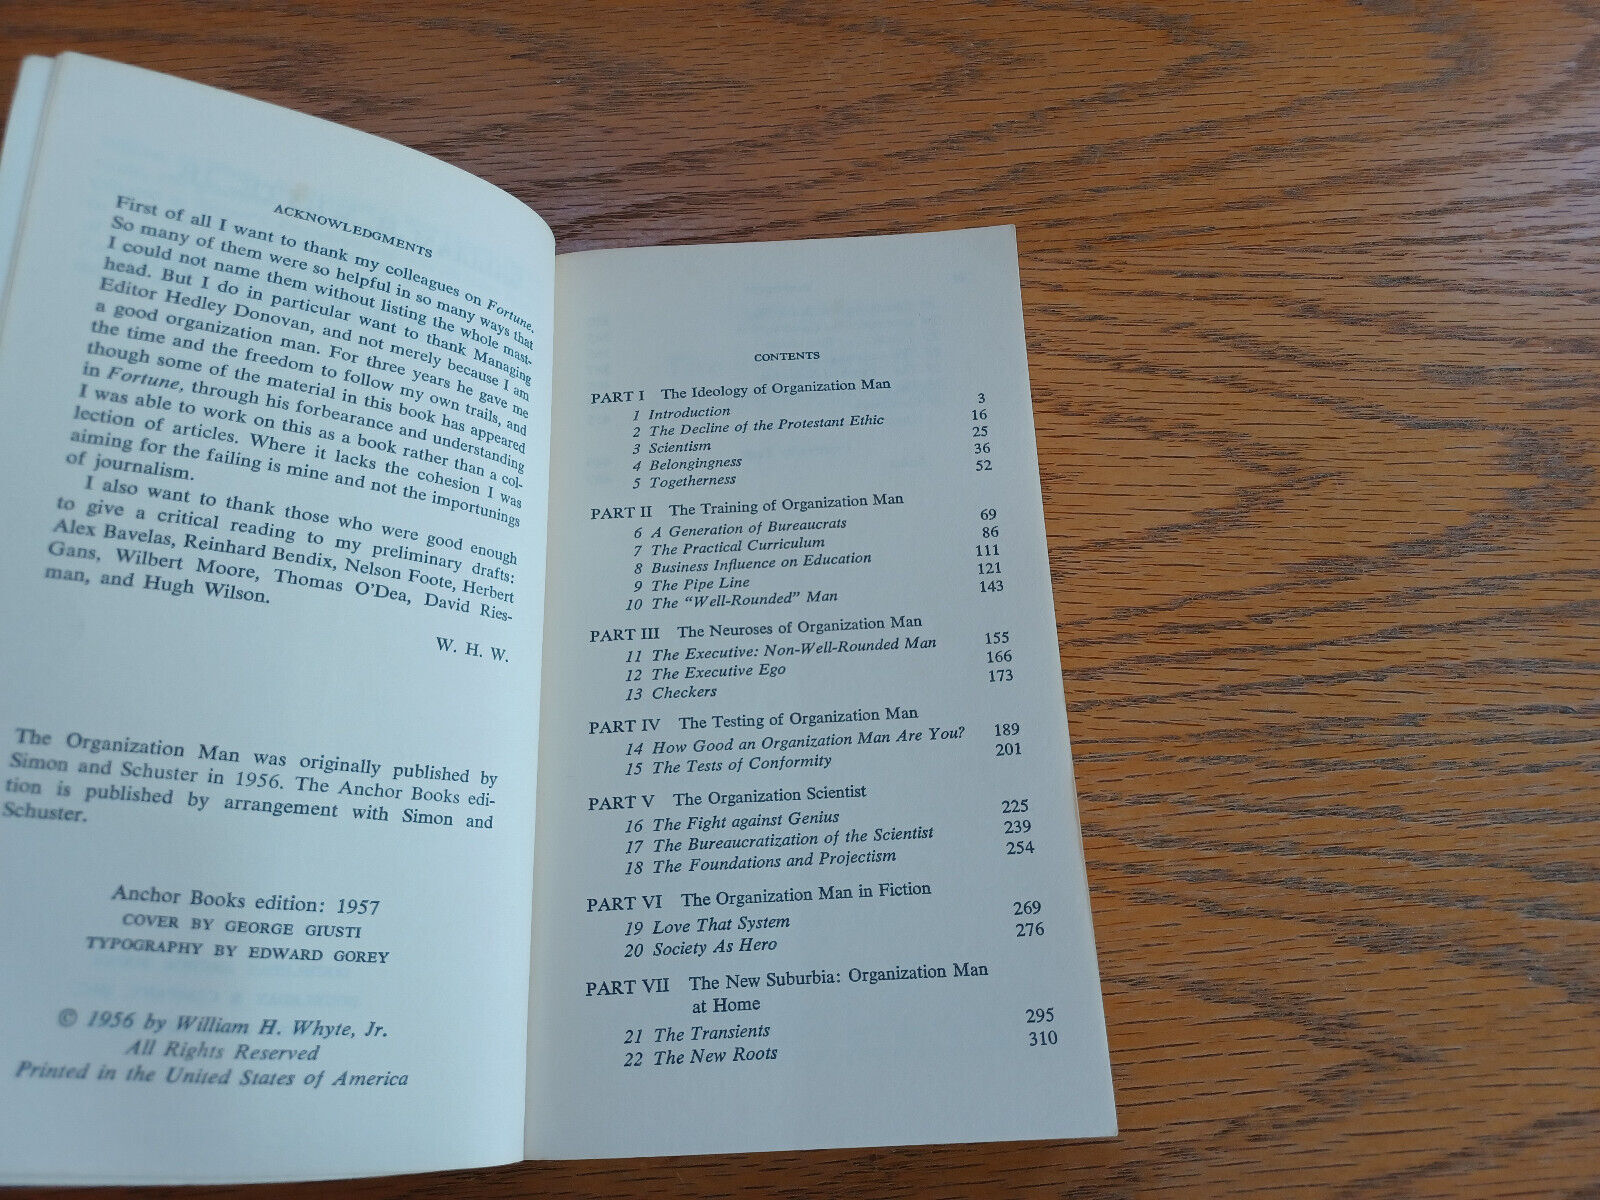 ACKNOWLEDGMENTS
First of all I want to thank my colleagues on Fortune.
So many of them were so helpful in so many ways that
I could not name them without listing the whole mast-
head. But I do in particular want to thank Managing
Editor Hedley Donovan, and not merely because I am
a good organization man. For three years he gave me
the time and the freedom to follow my own trails, and
though some of the material in this book has appeared
in Fortune, through his forbearance and understanding
I was able to work on this as a book rather than a col-
lection of articles. Where it lacks the cohesion I was
aiming for the failing is mine and not the importunings
of journalism.
I also want to thank those who were good enough
to give a critical reading to my preliminary drafts:
Alex Bavelas, Reinhard Bendix, Nelson Foote, Herbert
Gans, Wilbert Moore, Thomas O'Dea, David Ries-
man, and Hugh Wilson.
W. H. W.
The Organization Man was originally published by
Simon and Schuster in 1956. The Anchor Books edi-
tion is published by arrangement with Simon and
Schuster.
Anchor Books edition: 1957
COVER BY GEORGE GIUSTI
TYPOGRAPHY BY EDWARD GOREY
© 1956 by William H. Whyte, Jr.
All Rights Reserved
Printed in the United States of America
CONTENTS
PART I The Ideology of Organization Man
1 Introduction 3
2 The Decline of the Protestant Ethic 16
3 Scientism 25
4 Belongingness 36
5 Togetherness 52
PART II The Training of Organization Man
6 A Generation of Bureaucrats 69
7 The Practical Curriculum 86
8 Business Influence on Education 111
9 The Pipe Line 121
10 The "Well-Rounded" Man 143
PART III The Neuroses of Organization Man
11 The Executive: Non-Well-Rounded Man 155
12 The Executive Ego 166
13 Checkers 173
PART IV The Testing of Organization Man
14 How Good an Organization Man Are You? 189
15 The Tests of Conformity 201
PART V The Organization Scientist
16 The Fight against Genius 225
17 The Bureaucratization of the Scientist 239
18 The Foundations and Projectism 254
PART VI The Organization Man in Fiction
19 Love That System 269
20 Society As Hero 276
PART VII The New Suburbia: Organization Man
at Home
21 The Transients 295
22 The New Roots 310